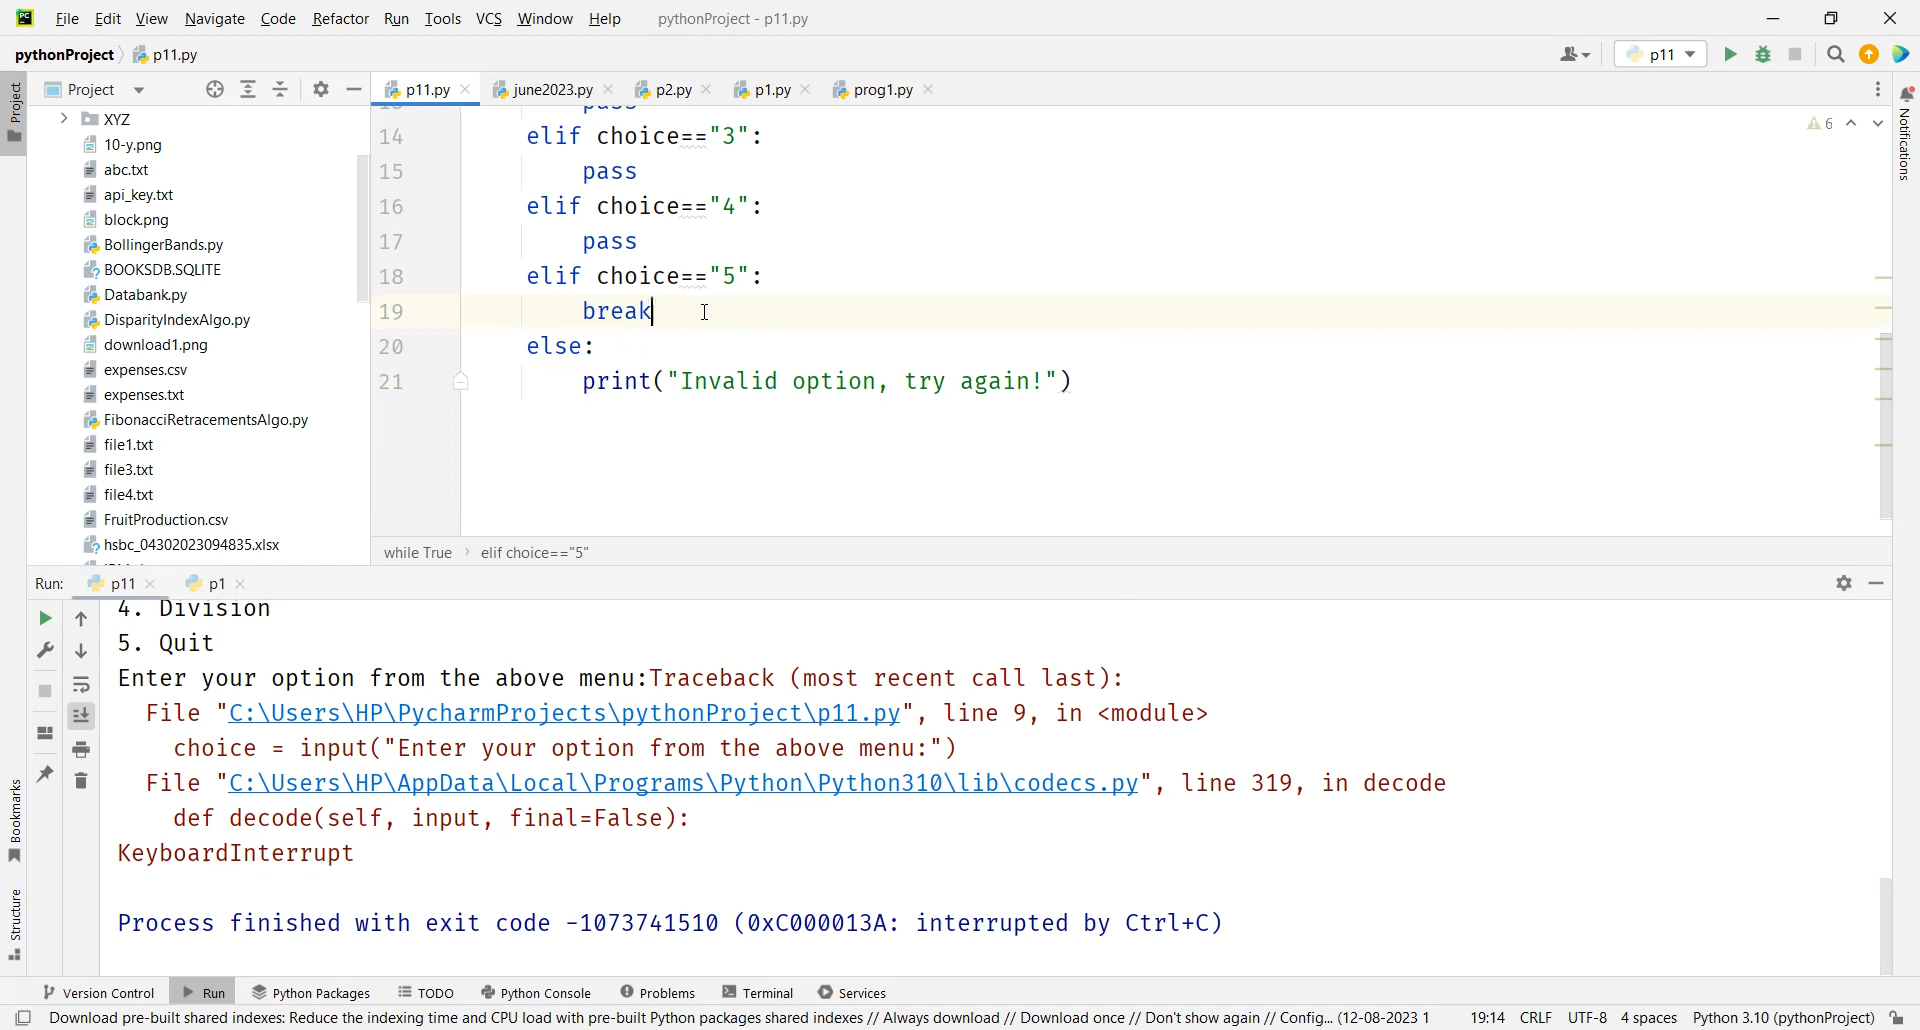 File Edit View Navigate Code Refactor Run Tools VCS Window Help pythonProject - p11.py
pythonProject p11.py p11
Project
Project
p11.py june2023.py p2.py p1.py prog1.py
Notifications
XYZ
10-y.png
abc.txt
api_key.txt
block.png
BollingerBands.py
BOOKSDB.SQLITE
Databank.py
DisparityIndexAlgo.py
download1.png
expenses.csv
expenses.txt
FibonacciRetracementsAlgo.py
file1.txt
file3.txt
file4.txt
FruitProduction.csv
hsbc_04302023094835.xlsx
6
13 pass
14 elif choice=="3":
15 pass
16 elif choice=="4":
17 pass
18 elif choice=="5":
19 break
20 else:
21 print("Invalid option, try again!")
while True elif choice=="5"
Run: p11 p1
4. Division
5. Quit
Enter your option from the above menu:Traceback (most recent call last):
File "C:\Users\HP\PycharmProjects\pythonProject\p11.py", line 9, in <module>
choice = input("Enter your option from the above menu:")
File "C:\Users\HP\AppData\Local\Programs\Python\Python310\lib\codecs.py", line 319, in decode
def decode(self, input, final=False):
KeyboardInterrupt
Process finished with exit code -1073741510 (0xC000013A: interrupted by Ctrl+C)
Bookmarks
Structure
Version Control Run Python Packages TODO Python Console Problems Terminal Services
Download pre-built shared indexes: Reduce the indexing time and CPU load with pre-built Python packages shared indexes // Always download // Download once // Don't show again // Config... (12-08-2023 1 19:14 CRLF UTF-8 4 spaces Python 3.10 (pythonProject)